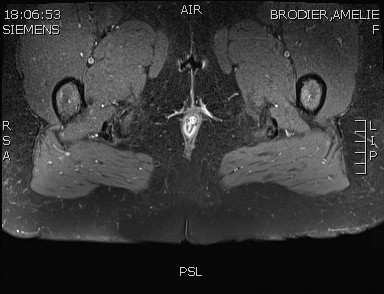 18:06:53
SIEMENS
AIR
BRODIER,AMELIE
F
R
S
A
L
I
P
PSL